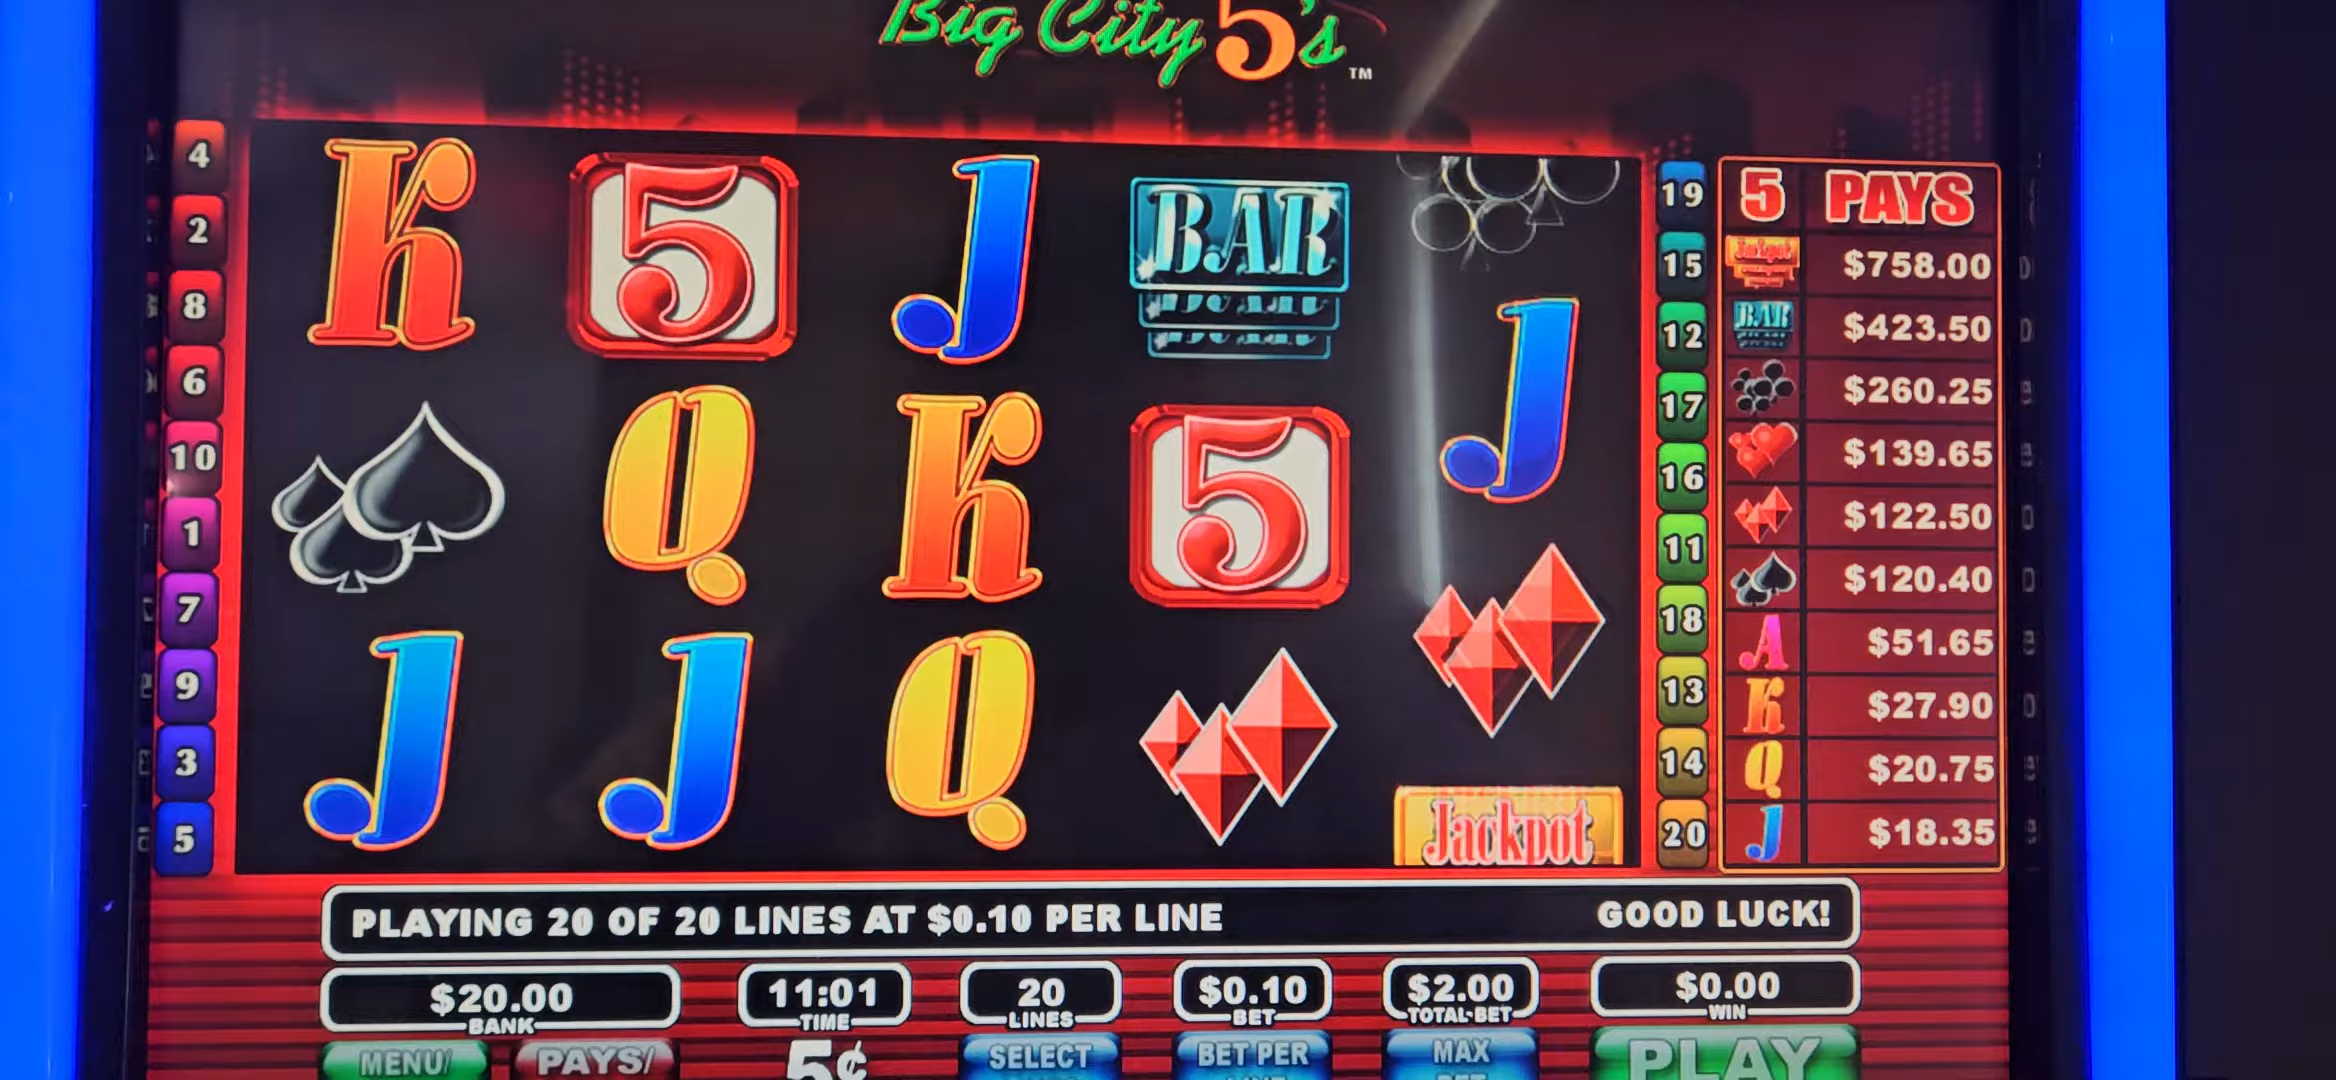 Big City 5's
TM
4
2
8
6
10
1
7
9
3
5
K 5 J BAR
J
Q K 5
J J Q
Jackpot
19
15
12
17
16
11
18
13
14
20
5 PAYS
Jackpot $758.00
BAR $423.50
$260.25
$139.65
$122.50
$120.40
A $51.65
K $27.90
Q $20.75
J $18.35
PLAYING 20 OF 20 LINES AT $0.10 PER LINE GOOD LUCK!
$20.00 11:01 20 $0.10 $2.00 $0.00
BANK TIME LINES BET TOTAL-BET WIN
MENU/ PAYS/ 5¢ SELECT BET PER MAX PLAY